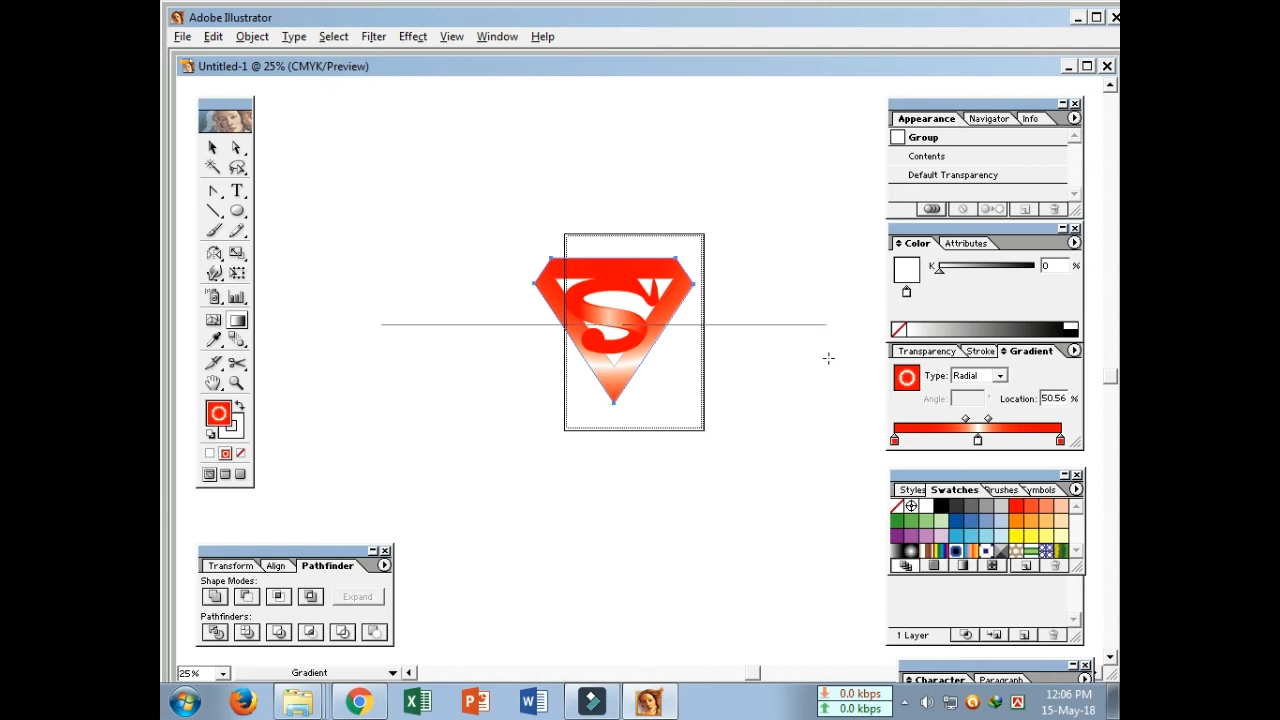 Adobe Illustrator
File Edit Object Type Select Filter Effect View Window Help
Untitled-1 @ 25% (CMYK/Preview)
Appearance Navigator Info
Group
Contents
Default Transparency
Color Attributes
K 0 %
Transparency Stroke Gradient
Type: Radial
Angle: ° Location: 50.56 %
Styles Swatches Brushes Symbols
1 Layer
Character Paragraph
T
S
Transform Align Pathfinder
Shape Modes:
Expand
Pathfinders:
25% Gradient
0.0 kbps
0.0 kbps
12:06 PM
15-May-18